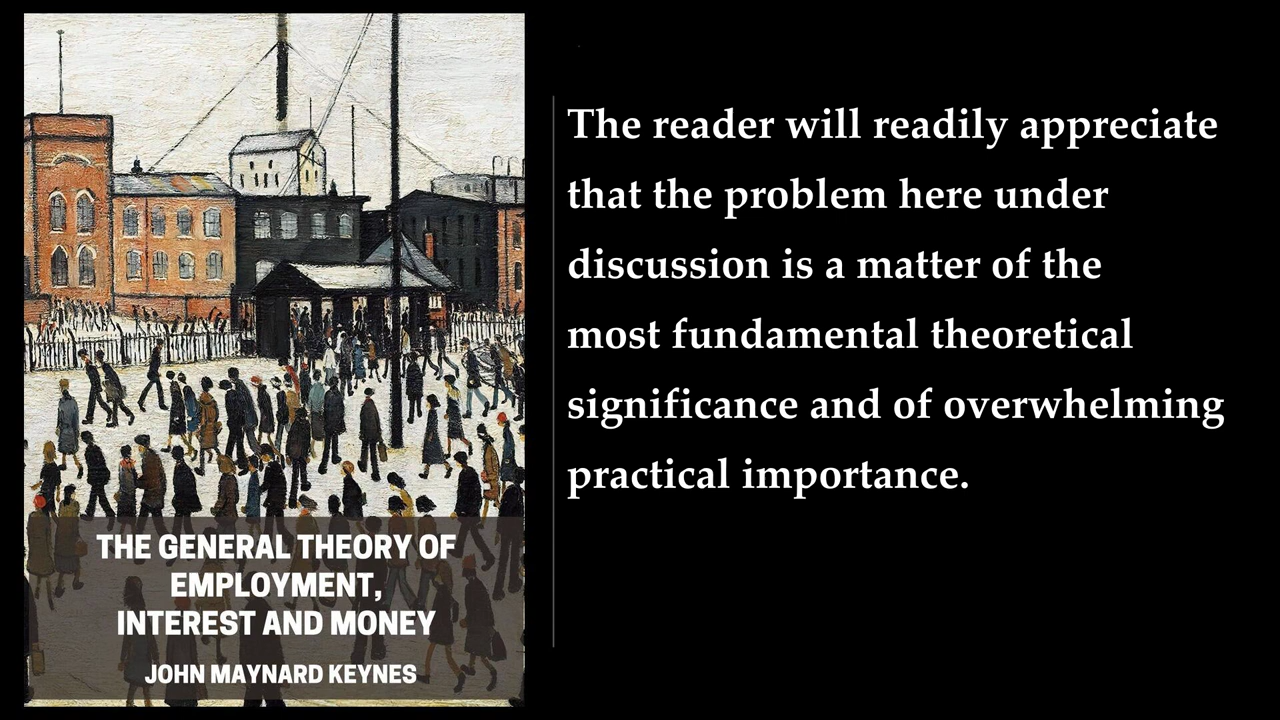 THE GENERAL THEORY OF
EMPLOYMENT,
INTEREST AND MONEY
JOHN MAYNARD KEYNES
The reader will readily appreciate
that the problem here under
discussion is a matter of the
most fundamental theoretical
significance and of overwhelming
practical importance.